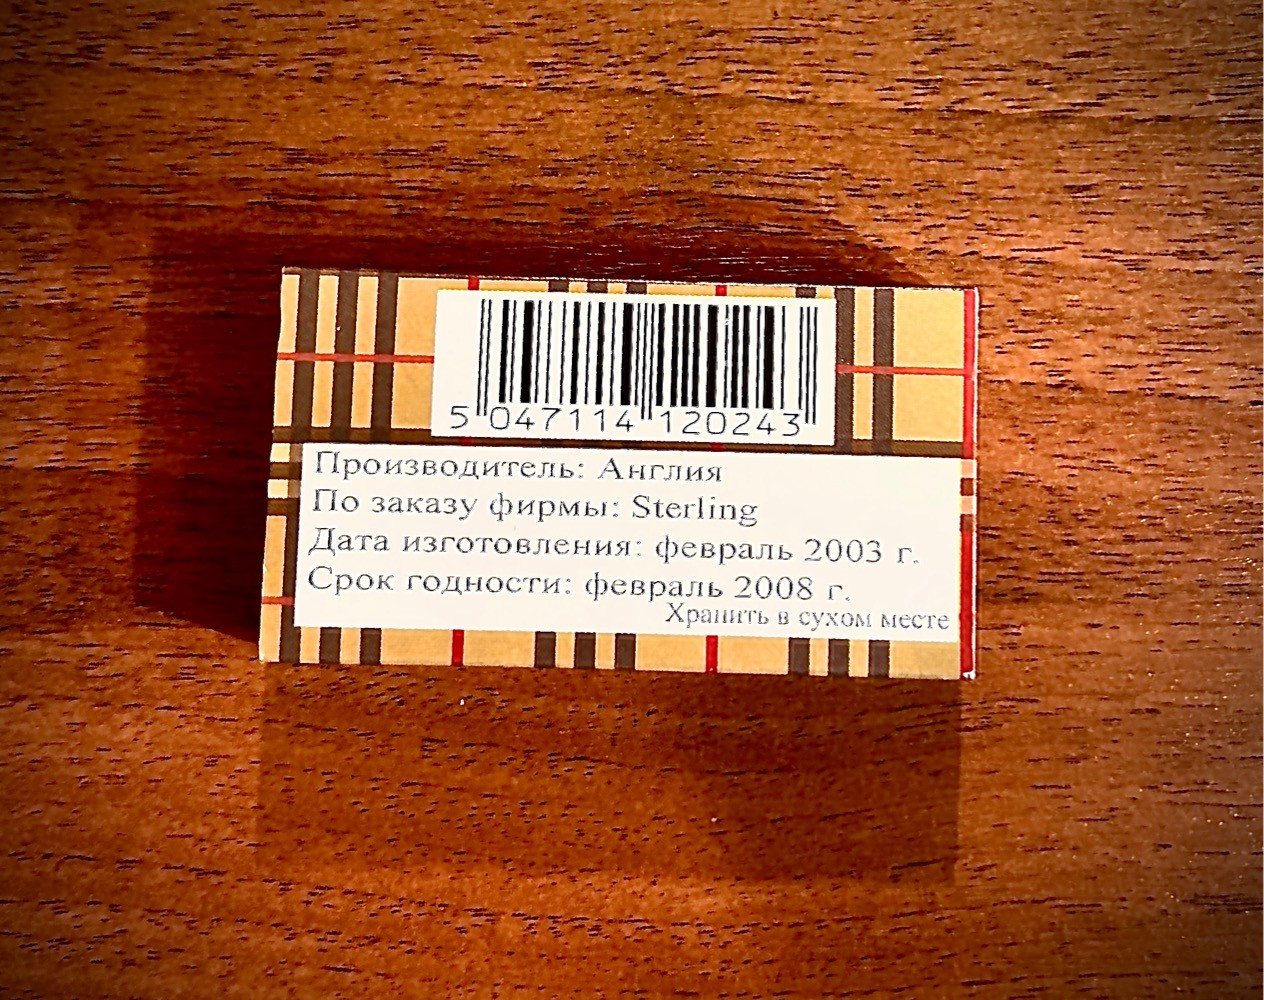 5 047114 120243
Производитель: Англия
По заказу фирмы: Sterling
Дата изготовления: февраль 2003 г.
Срок годности: февраль 2008 г.
Хранить в сухом месте